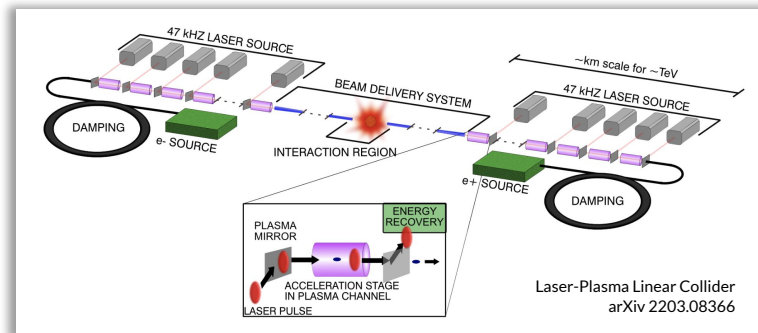 47 kHZ LASER SOURCE
~km scale for ~TeV
47 kHZ LASER SOURCE
BEAM DELIVERY SYSTEM
DAMPING
e- SOURCE
INTERACTION REGION
e+ SOURCE
DAMPING
ENERGY
RECOVERY
PLASMA
MIRROR
ACCELERATION STAGE
IN PLASMA CHANNEL
LASER PULSE
Laser-Plasma Linear Collider
arXiv 2203.08366